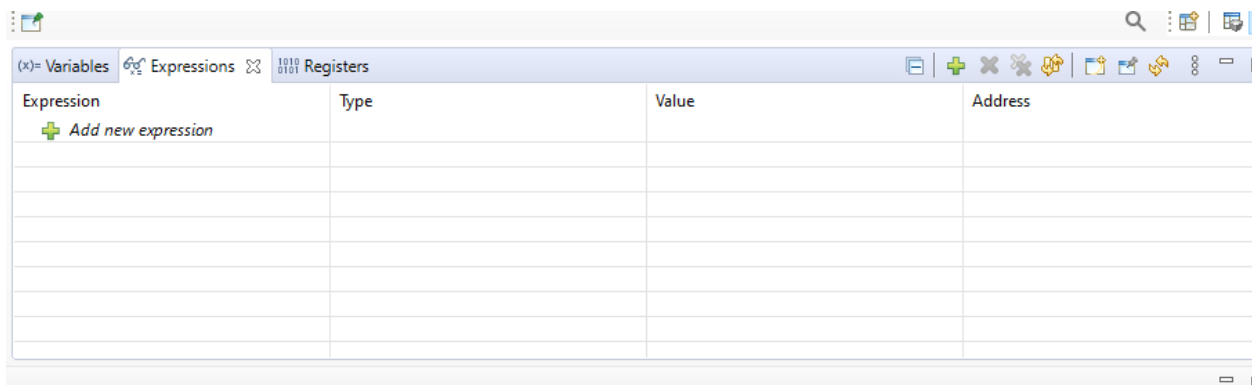 (x)= Variables Expressions Registers
Expression Type Value Address
Add new expression